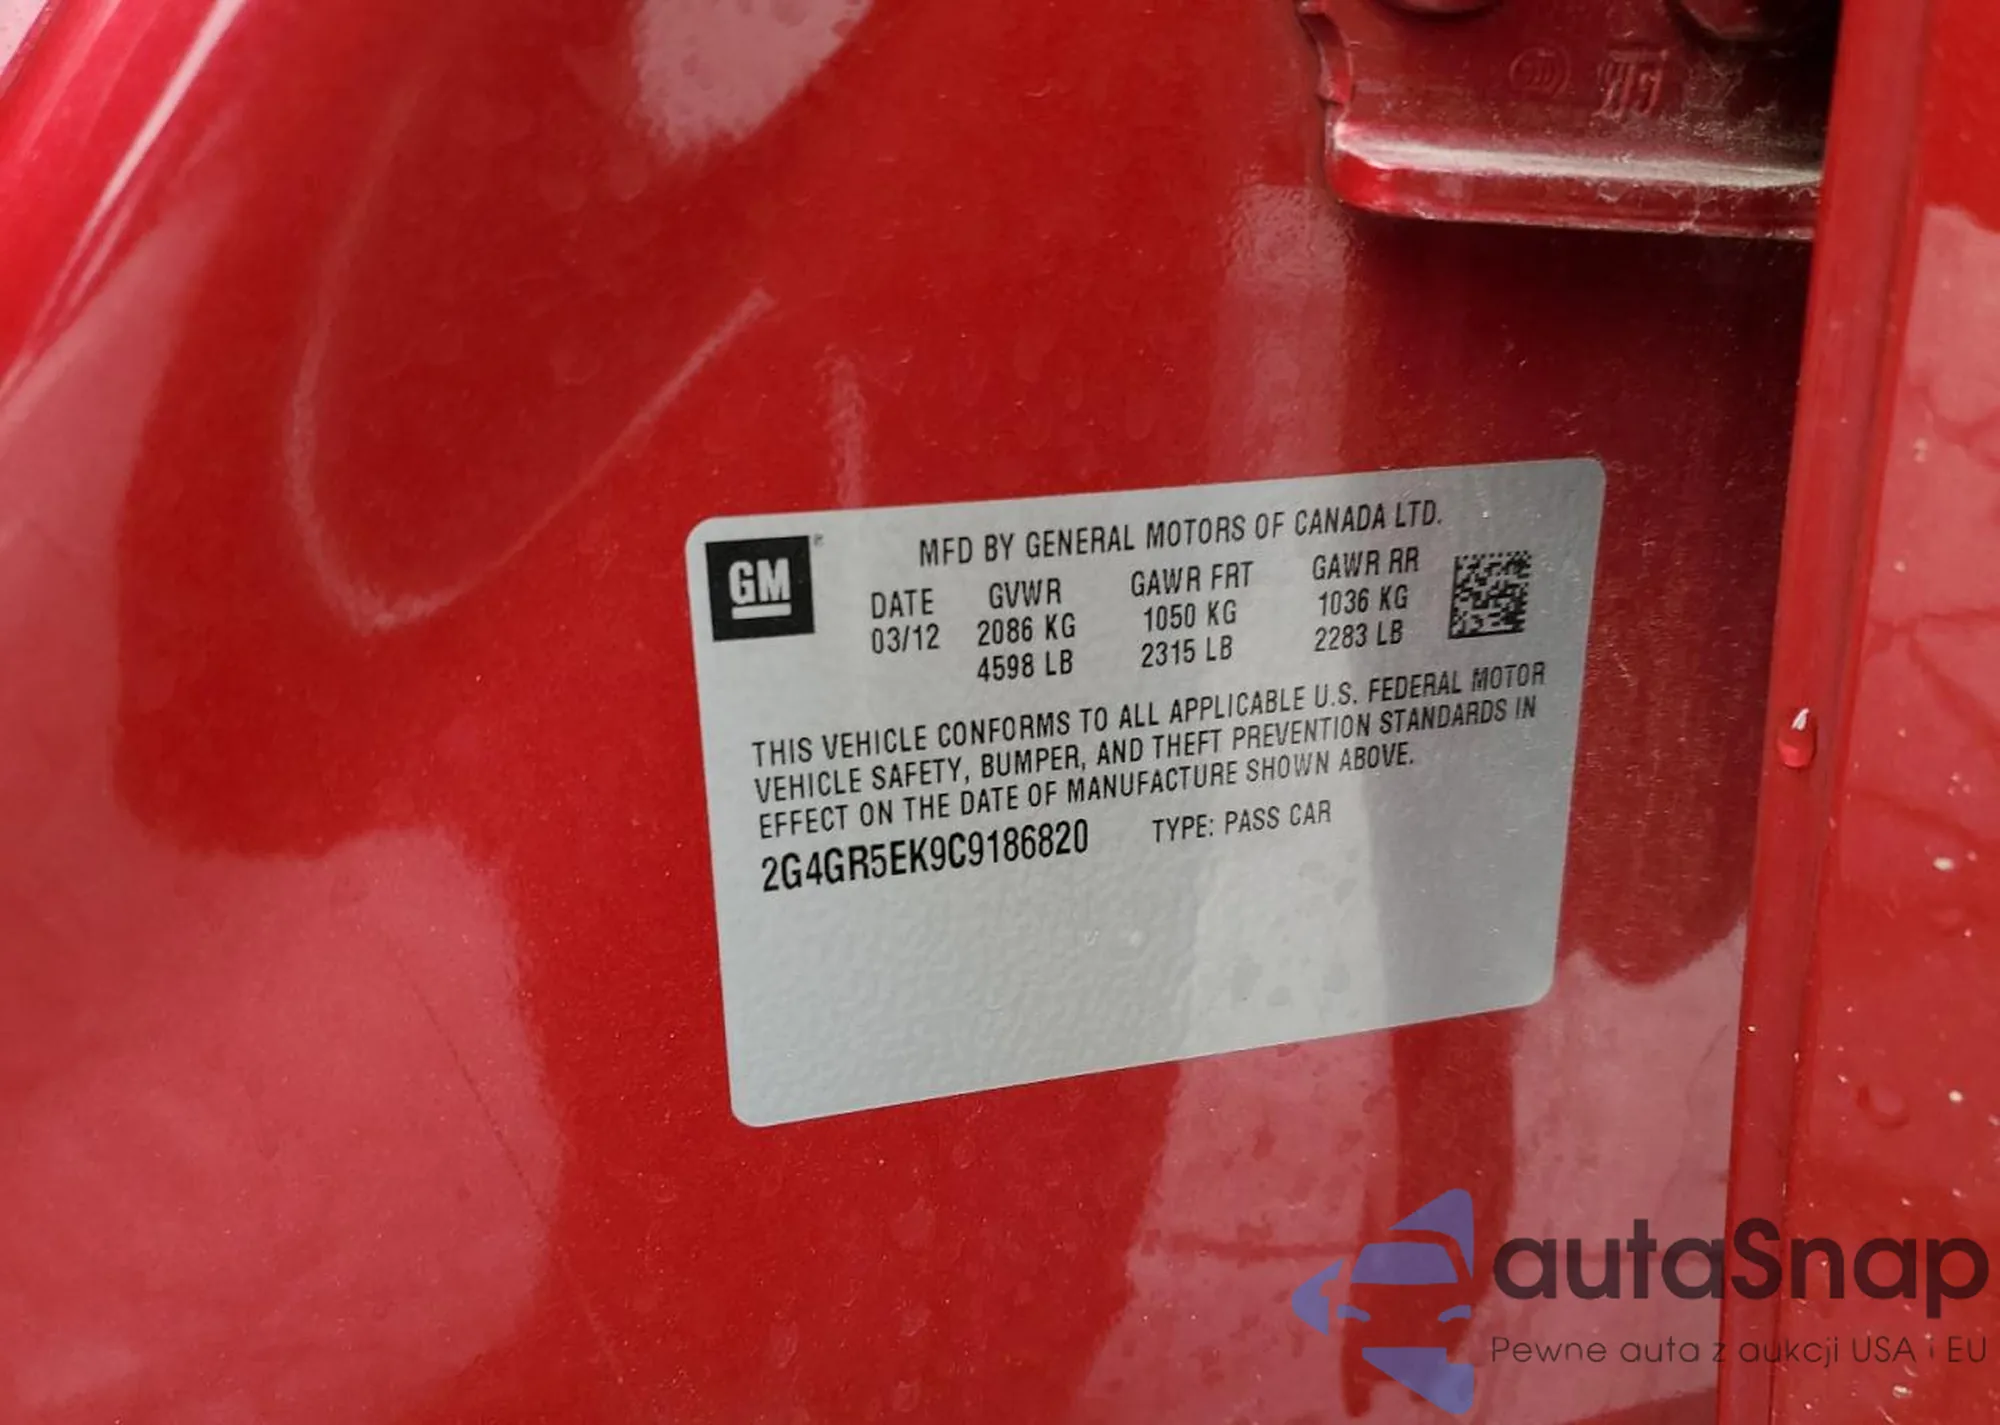 GM ®
MFD BY GENERAL MOTORS OF CANADA LTD.
DATE GVWR GAWR FRT GAWR RR
03/12 2086 KG 1050 KG 1036 KG
4598 LB 2315 LB 2283 LB
THIS VEHICLE CONFORMS TO ALL APPLICABLE U.S. FEDERAL MOTOR
VEHICLE SAFETY, BUMPER, AND THEFT PREVENTION STANDARDS IN
EFFECT ON THE DATE OF MANUFACTURE SHOWN ABOVE.
2G4GR5EK9C9186820 TYPE: PASS CAR
autaSnap
Pewne auta z aukcji USA i EU